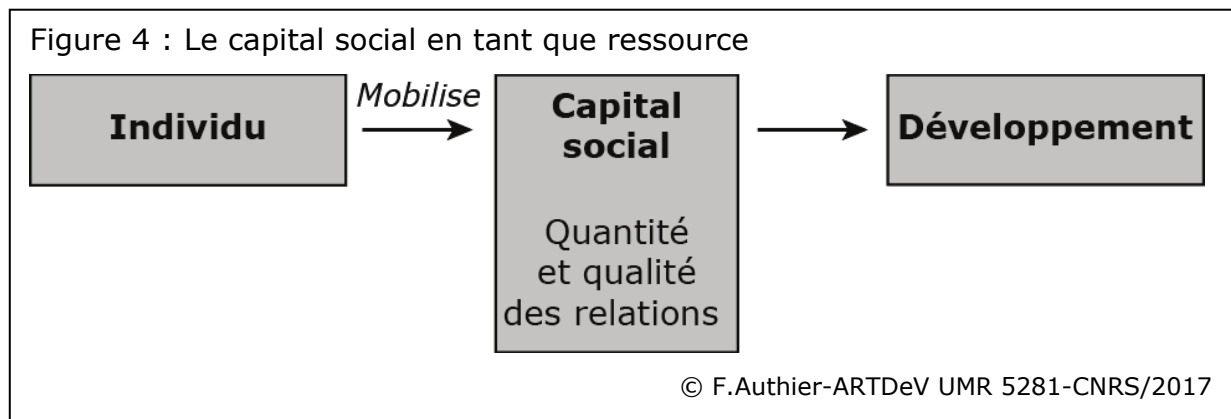 Figure 4 : Le capital social en tant que ressource
Individu
Mobilise
Capital
social
Quantité
et qualité
des relations
Développement
© F.Authier-ARTDeV UMR 5281-CNRS/2017